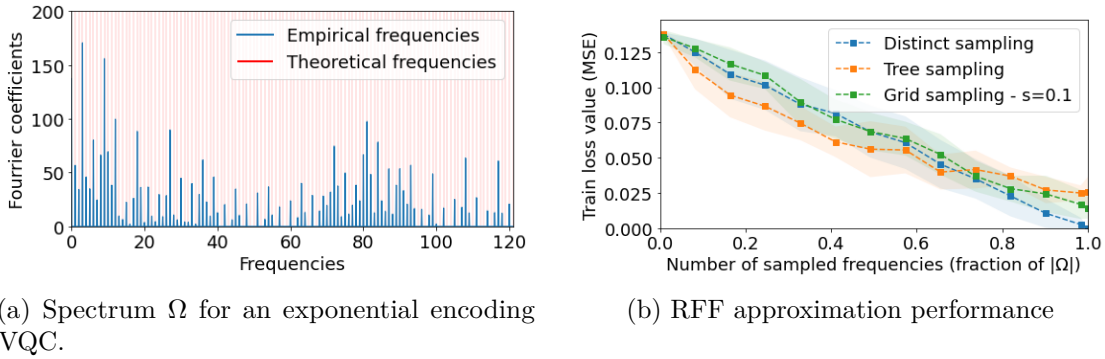 200
150
100
50
0
Fourrier coefficients
Empirical frequencies
Theoretical frequencies
0 20 40 60 80 100 120
Frequencies
(a) Spectrum Ω for an exponential encoding
VQC.
0.125
0.100
0.075
0.050
0.025
0.000
Train loss value (MSE)
Distinct sampling
Tree sampling
Grid sampling - s=0.1
0.0 0.2 0.4 0.6 0.8 1.0
Number of sampled frequencies (fraction of |Ω|)
(b) RFF approximation performance